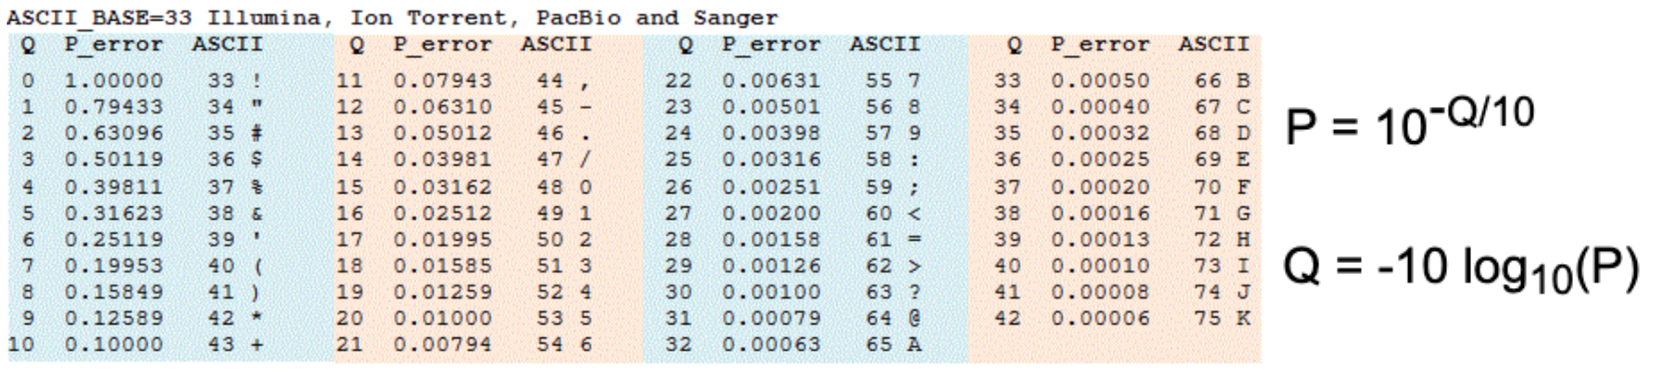 ASCII_BASE=33 Illumina, Ion Torrent, PacBio and Sanger
Q P_error ASCII Q P_error ASCII Q P_error ASCII Q P_error ASCII
0 1.00000 33 ! 11 0.07943 44 , 22 0.00631 55 7 33 0.00050 66 B
1 0.79433 34 " 12 0.06310 45 - 23 0.00501 56 8 34 0.00040 67 C
2 0.63096 35 # 13 0.05012 46 . 24 0.00398 57 9 35 0.00032 68 D
3 0.50119 36 $ 14 0.03981 47 / 25 0.00316 58 : 36 0.00025 69 E
4 0.39811 37 % 15 0.03162 48 0 26 0.00251 59 ; 37 0.00020 70 F
5 0.31623 38 & 16 0.02512 49 1 27 0.00200 60 < 38 0.00016 71 G
6 0.25119 39 ' 17 0.01995 50 2 28 0.00158 61 = 39 0.00013 72 H
7 0.19953 40 ( 18 0.01585 51 3 29 0.00126 62 > 40 0.00010 73 I
8 0.15849 41 ) 19 0.01259 52 4 30 0.00100 63 ? 41 0.00008 74 J
9 0.12589 42 * 20 0.01000 53 5 31 0.00079 64 @ 42 0.00006 75 K
10 0.10000 43 + 21 0.00794 54 6 32 0.00063 65 A
P = 10^-Q/10
Q = -10 log10(P)